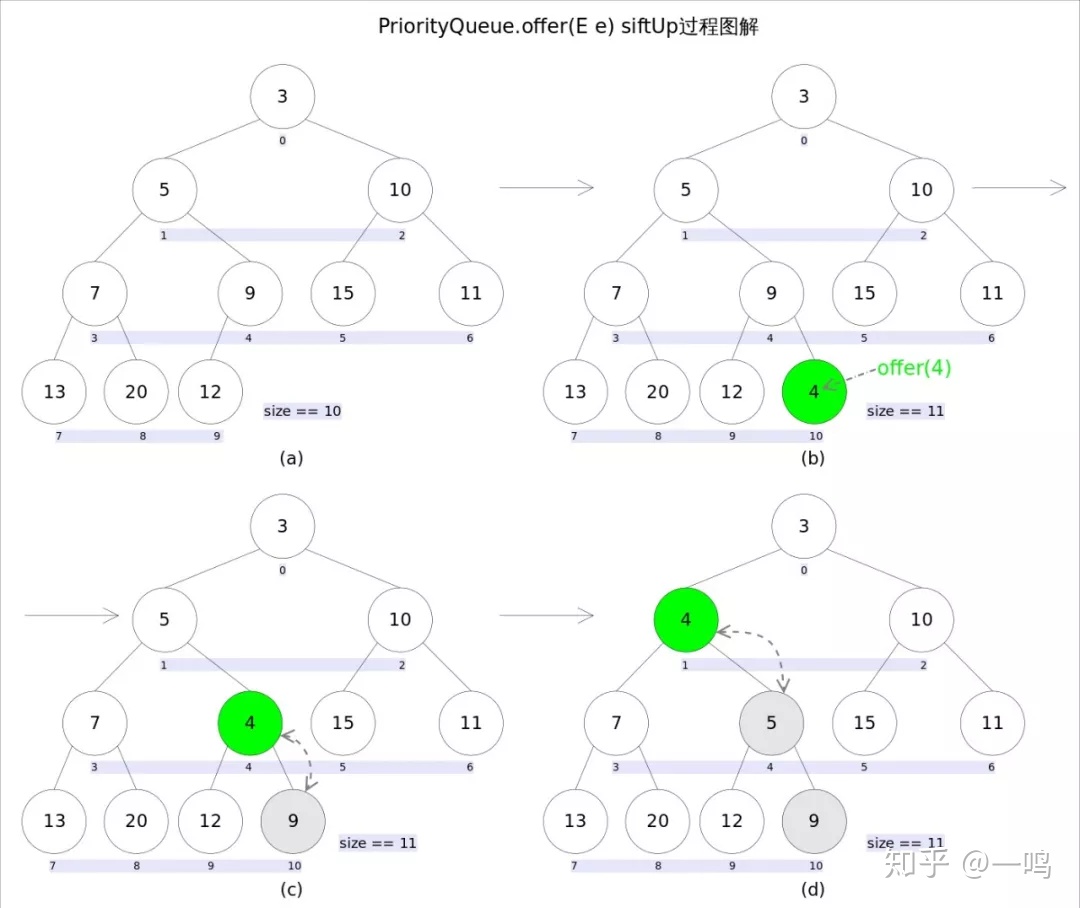 PriorityQueue.offer(E e) siftUp过程图解
3
0
5 10
1 2
7 9 15 11
3 4 5 6
13 20 12
size == 10
7 8 9
(a)
3
0
5 10
1 2
7 9 15 11
3 4 5 6
offer(4)
13 20 12 4
size == 11
7 8 9 10
(b)
3
0
5 10
1 2
7 4 15 11
3 4 5 6
13 20 12 9
size == 11
7 8 9 10
(c)
3
0
4 10
1 2
7 5 15 11
3 4 5 6
13 20 12 9
size == 11
7 8 9 10
(d)
知乎 @一鸣